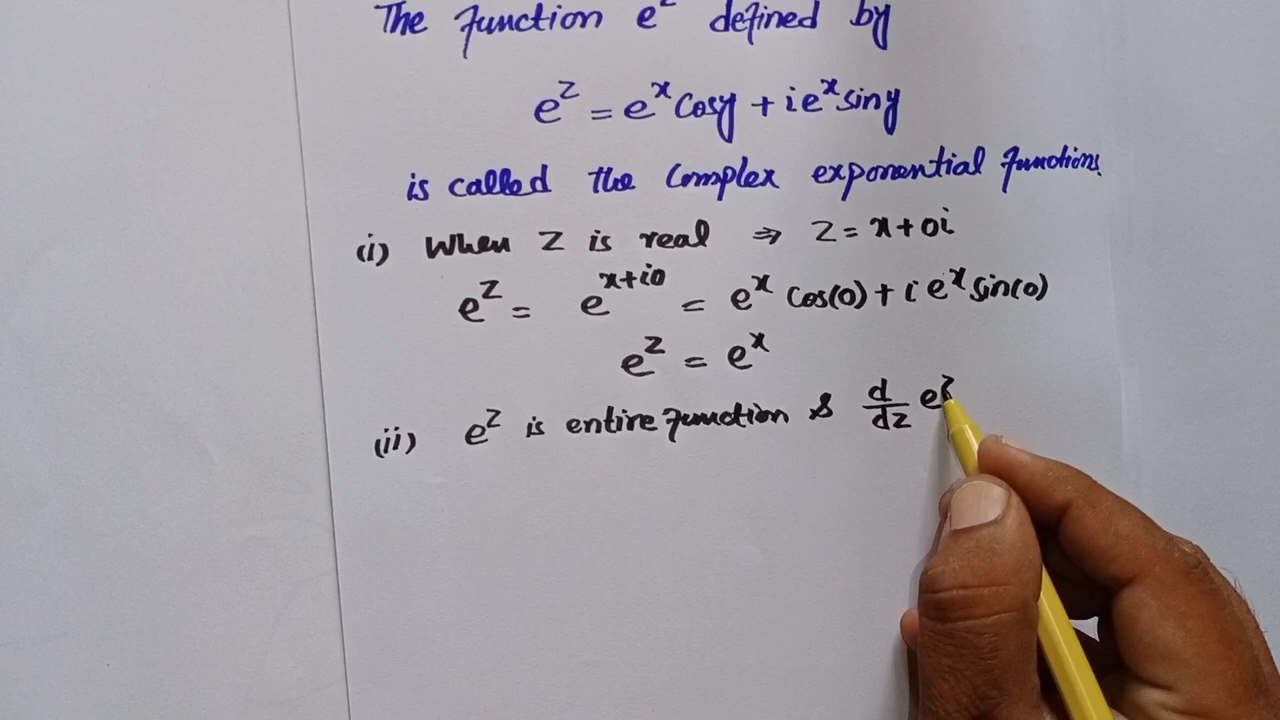 The function e^z defined by
e^z = e^x cosy + ie^x siny
is called the complex exponential functions.
(i) When z is real ⇒ z = x+0i
e^z = e^{x+i0} = e^x cos(0) + i e^x sin(0)
e^z = e^x
(ii) e^z is entire function & d/dz e^z